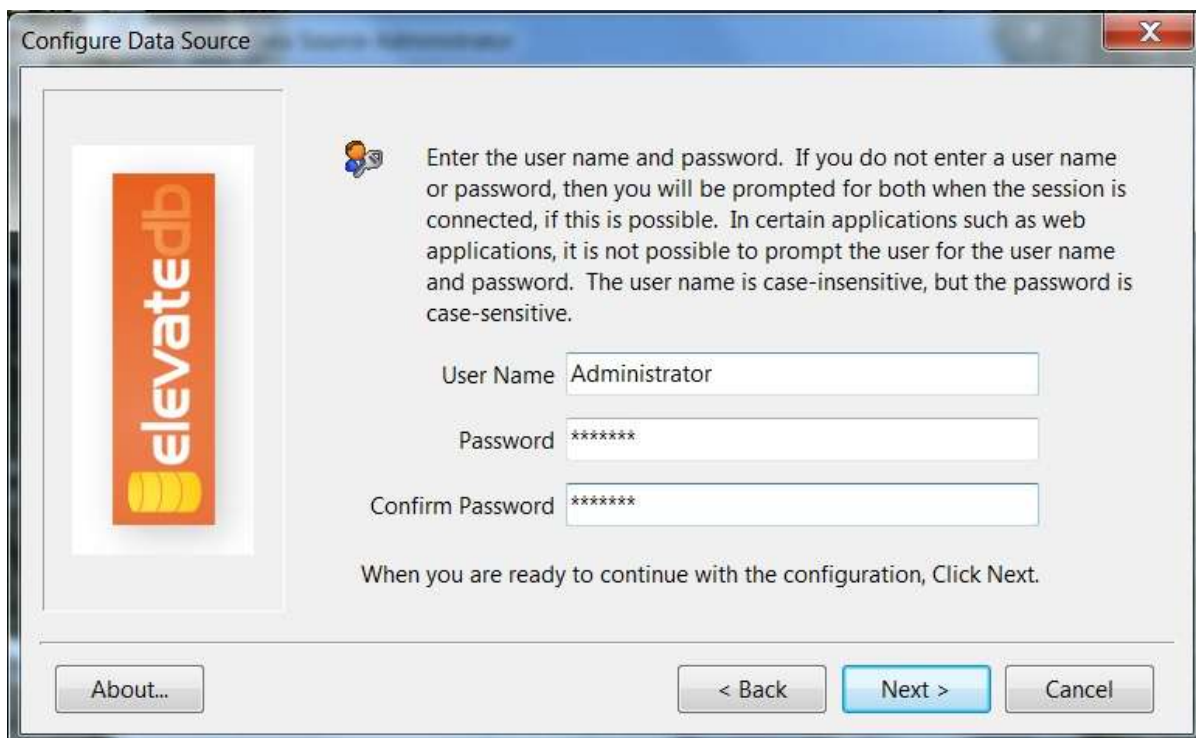 Configure Data Source
elevatedb
Enter the user name and password.  If you do not enter a user name
or password, then you will be prompted for both when the session is
connected, if this is possible.  In certain applications such as web
applications, it is not possible to prompt the user for the user name
and password.  The user name is case-insensitive, but the password is
case-sensitive.
User Name Administrator
Password *******
Confirm Password *******
When you are ready to continue with the configuration, Click Next.
About... < Back Next > Cancel